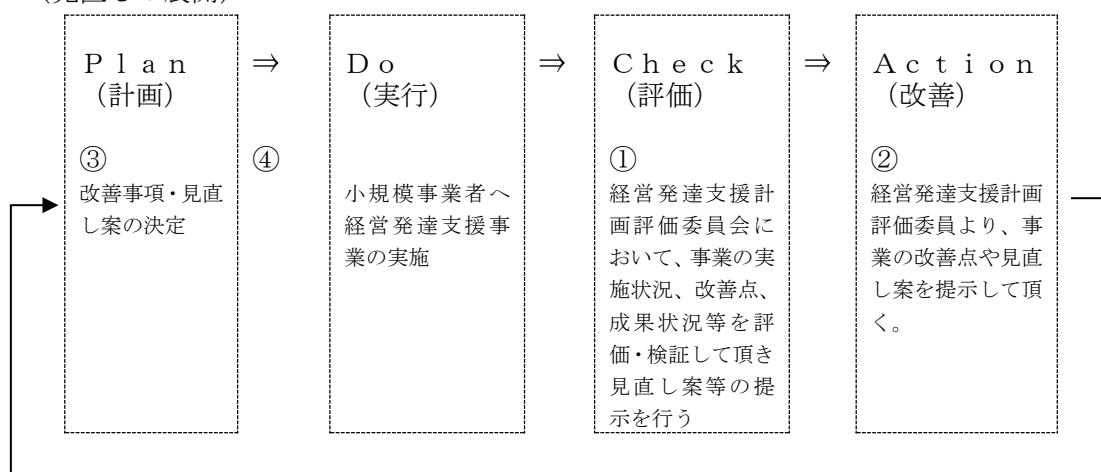 Ｐｌａｎ
（計画）
③
改善事項・見直
し案の決定
⇒
④
Ｄｏ
（実行）
小規模事業者へ
経営発達支援事
業の実施
⇒
Ｃｈｅｃｋ
（評価）
①
経営発達支援計
画評価委員会に
おいて、事業の実
施状況、改善点、
成果状況等を評
価・検証して頂き
見直し案等の提
示を行う
⇒
Ａｃｔｉｏｎ
（改善）
②
経営発達支援計画
評価委員より、事
業の改善点や見直
し案を提示して頂
く。